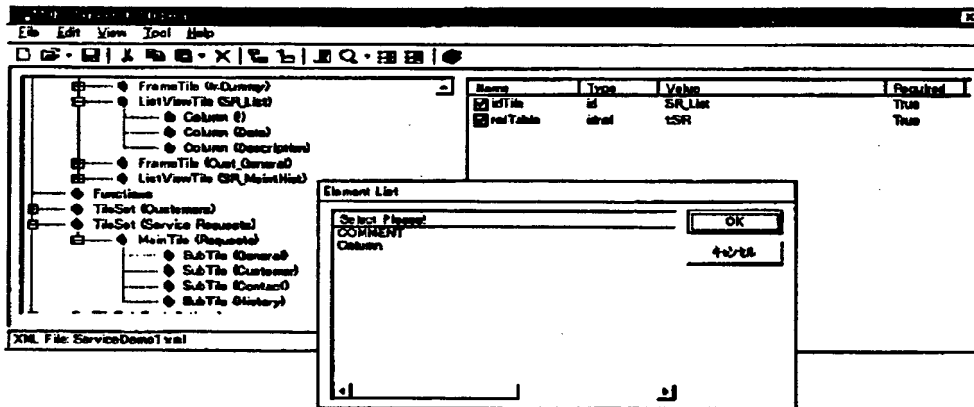 File Edit View Tool Help
FrameTile (fr.Dummy)
ListViewTile (SR_List)
Column (!)
Column (Date)
Column (Description)
FrameTile (Cust_General)
ListViewTile (SR_MaintHist)
Functions
TileSet (Customers)
TileSet (Service Requests)
MainTile (Requests)
SubTile (General)
SubTile (Customer)
SubTile (Contact)
SubTile (History)
XML File: ServiceDemo1.xml
Name Type Value Required
idTile id SR_List True
refTable idref tSR True
Element List
Select Please!
COMMENT
Column
OK
キャンセル